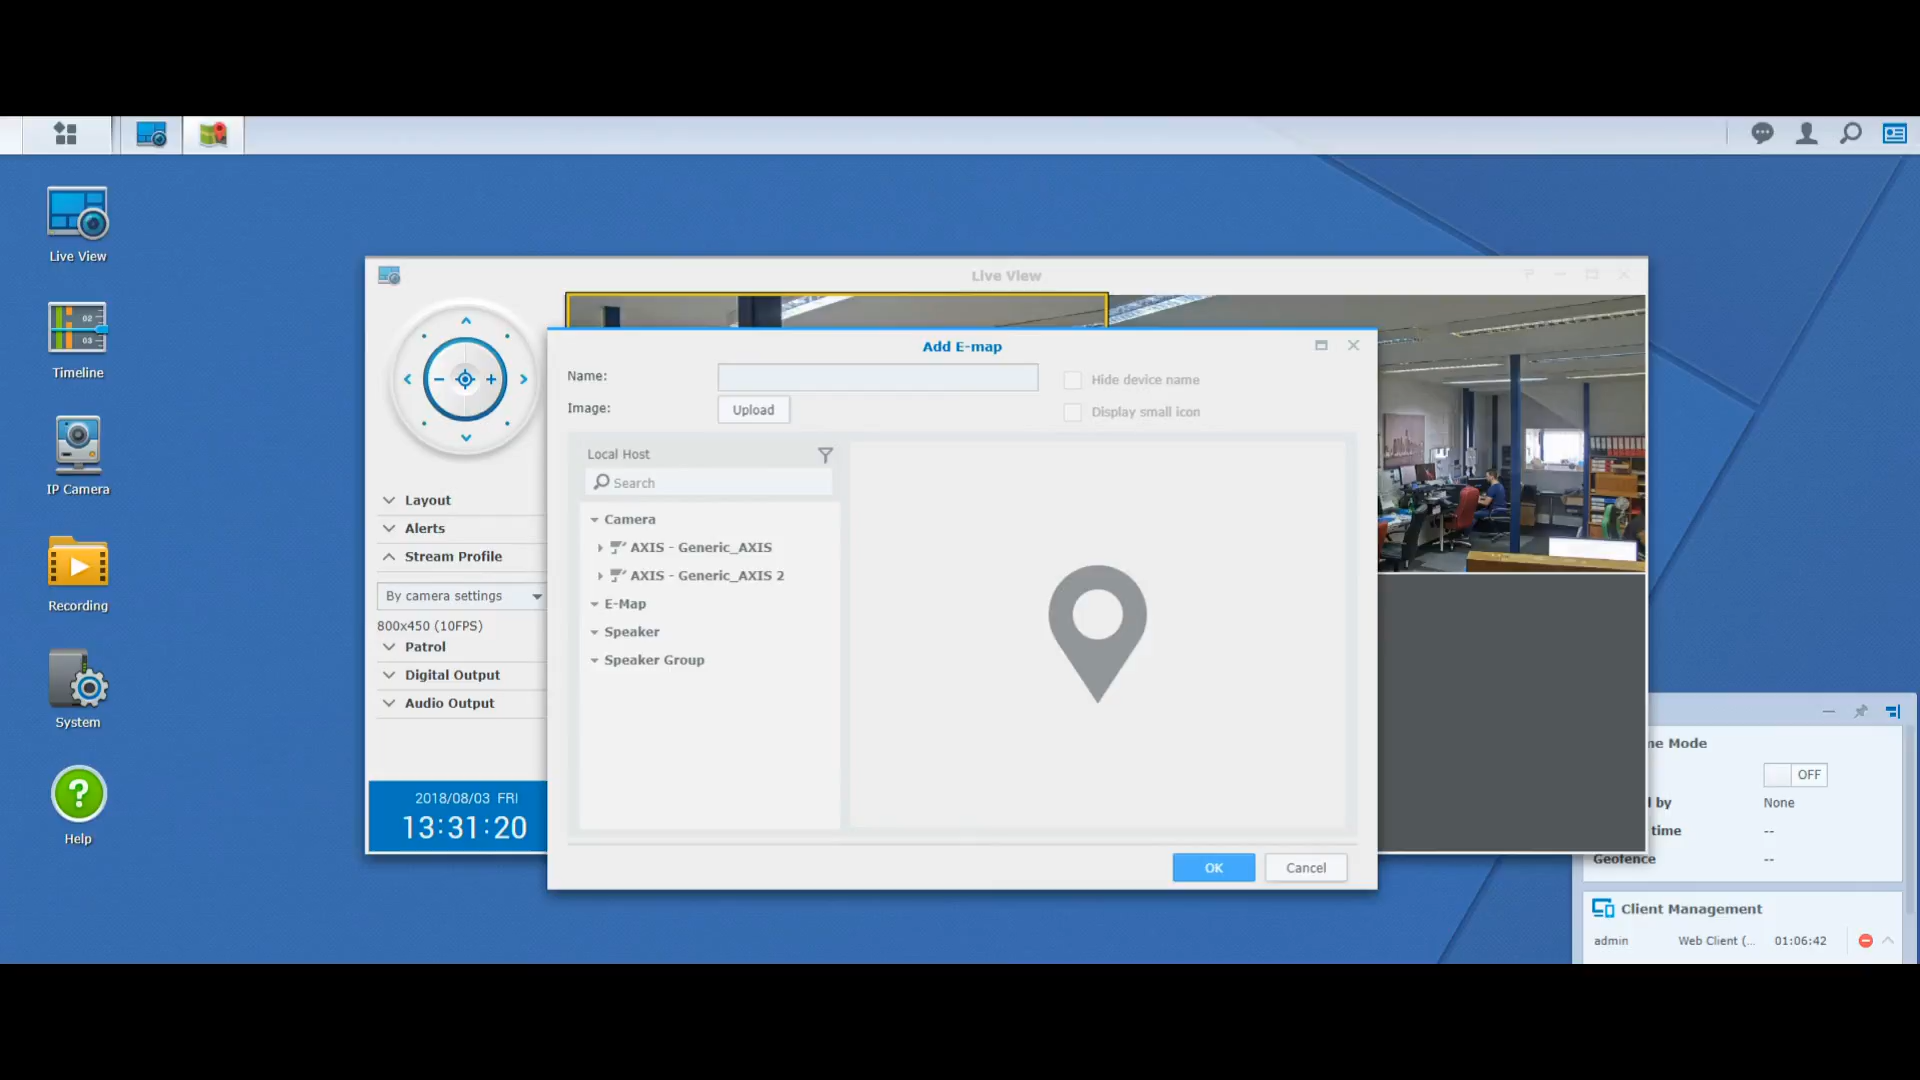 Live View
Timeline
02
03
IP Camera
Recording
System
Help
Live View
Layout
Alerts
Stream Profile
By camera settings
800x450 (10FPS)
Patrol
Digital Output
Audio Output
2018/08/03 FRI
13:31:20
Add E-map
Name:
Hide device name
Image:
Upload
Display small icon
Local Host
Search
Camera
AXIS - Generic_AXIS
AXIS - Generic_AXIS 2
E-Map
Speaker
Speaker Group
OK
Cancel
Mode
OFF
by
None
time
--
Geofence
--
Client Management
admin
Web Client (...
01:06:42